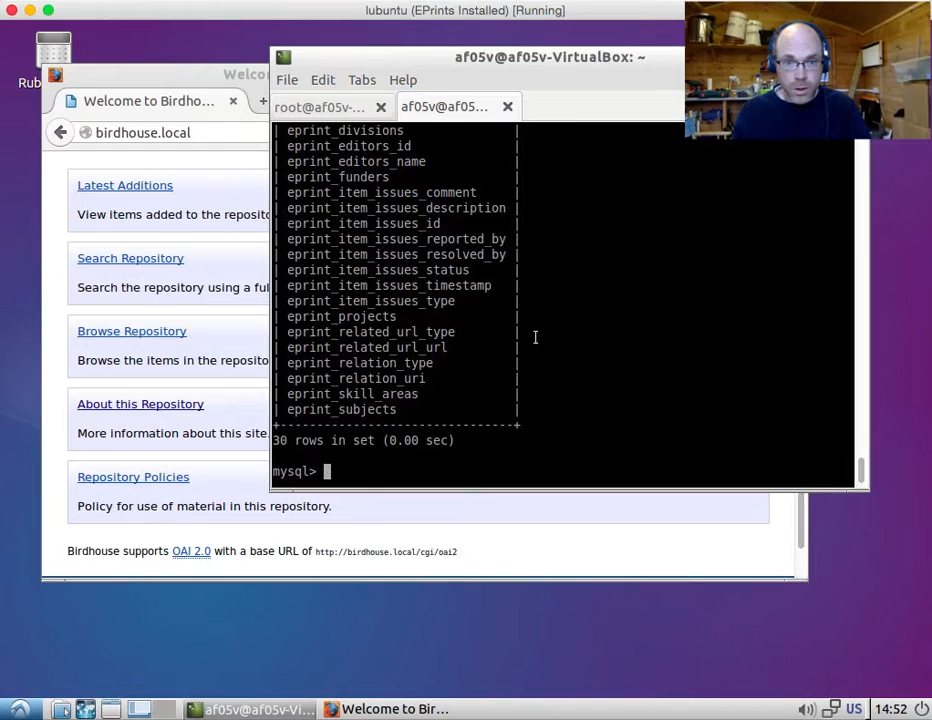 lubuntu (EPrints Installed) [Running]
Rub
Welco
af05v@af05v-VirtualBox: ~
File Edit Tabs Help
Welcome to Birdho...
root@af05v-...
af05v@af05...
birdhouse.local
Latest Additions
View items added to the reposito
Search Repository
Search the repository using a ful
Browse Repository
Browse the items in the reposito
About this Repository
More information about this site.
Repository Policies
Policy for use of material in this repository.
Birdhouse supports OAI 2.0 with a base URL of http://birdhouse.local/cgi/oai2
| eprint_divisions |
| eprint_editors_id |
| eprint_editors_name |
| eprint_funders |
| eprint_item_issues_comment |
| eprint_item_issues_description |
| eprint_item_issues_id |
| eprint_item_issues_reported_by |
| eprint_item_issues_resolved_by |
| eprint_item_issues_status |
| eprint_item_issues_timestamp |
| eprint_item_issues_type |
| eprint_projects |
| eprint_related_url_type |
| eprint_related_url_url |
| eprint_relation_type |
| eprint_relation_uri |
| eprint_skill_areas |
| eprint_subjects |
+--------------------------------+
30 rows in set (0.00 sec)
mysql>
af05v@af05v-Vi...
Welcome to Bir...
US
14:52